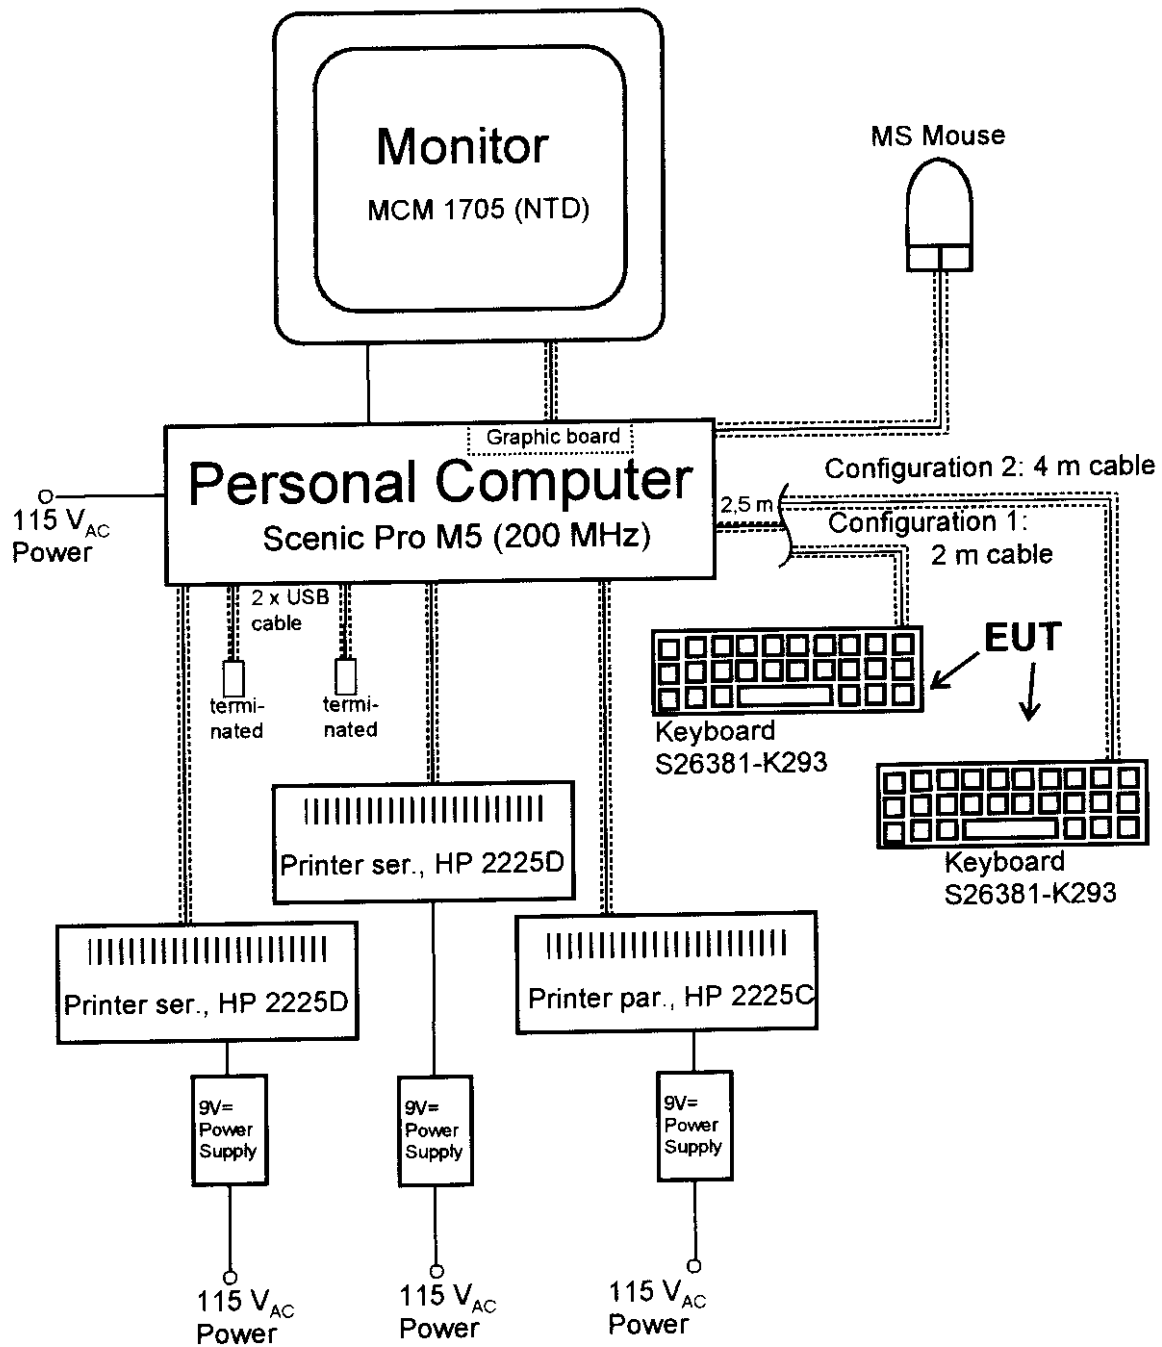 Monitor
MCM 1705 (NTD)
MS Mouse
Graphic board
Personal Computer
Scenic Pro M5 (200 MHz)
115 VAC
Power
2,5 m
Configuration 2: 4 m cable
Configuration 1:
2 m cable
2 x USB
cable
termi-
nated
termi-
nated
EUT
Keyboard
S26381-K293
Keyboard
S26381-K293
Printer ser., HP 2225D
Printer ser., HP 2225D
Printer par., HP 2225C
9V=
Power
Supply
9V=
Power
Supply
9V=
Power
Supply
115 VAC
Power
115 VAC
Power
115 VAC
Power